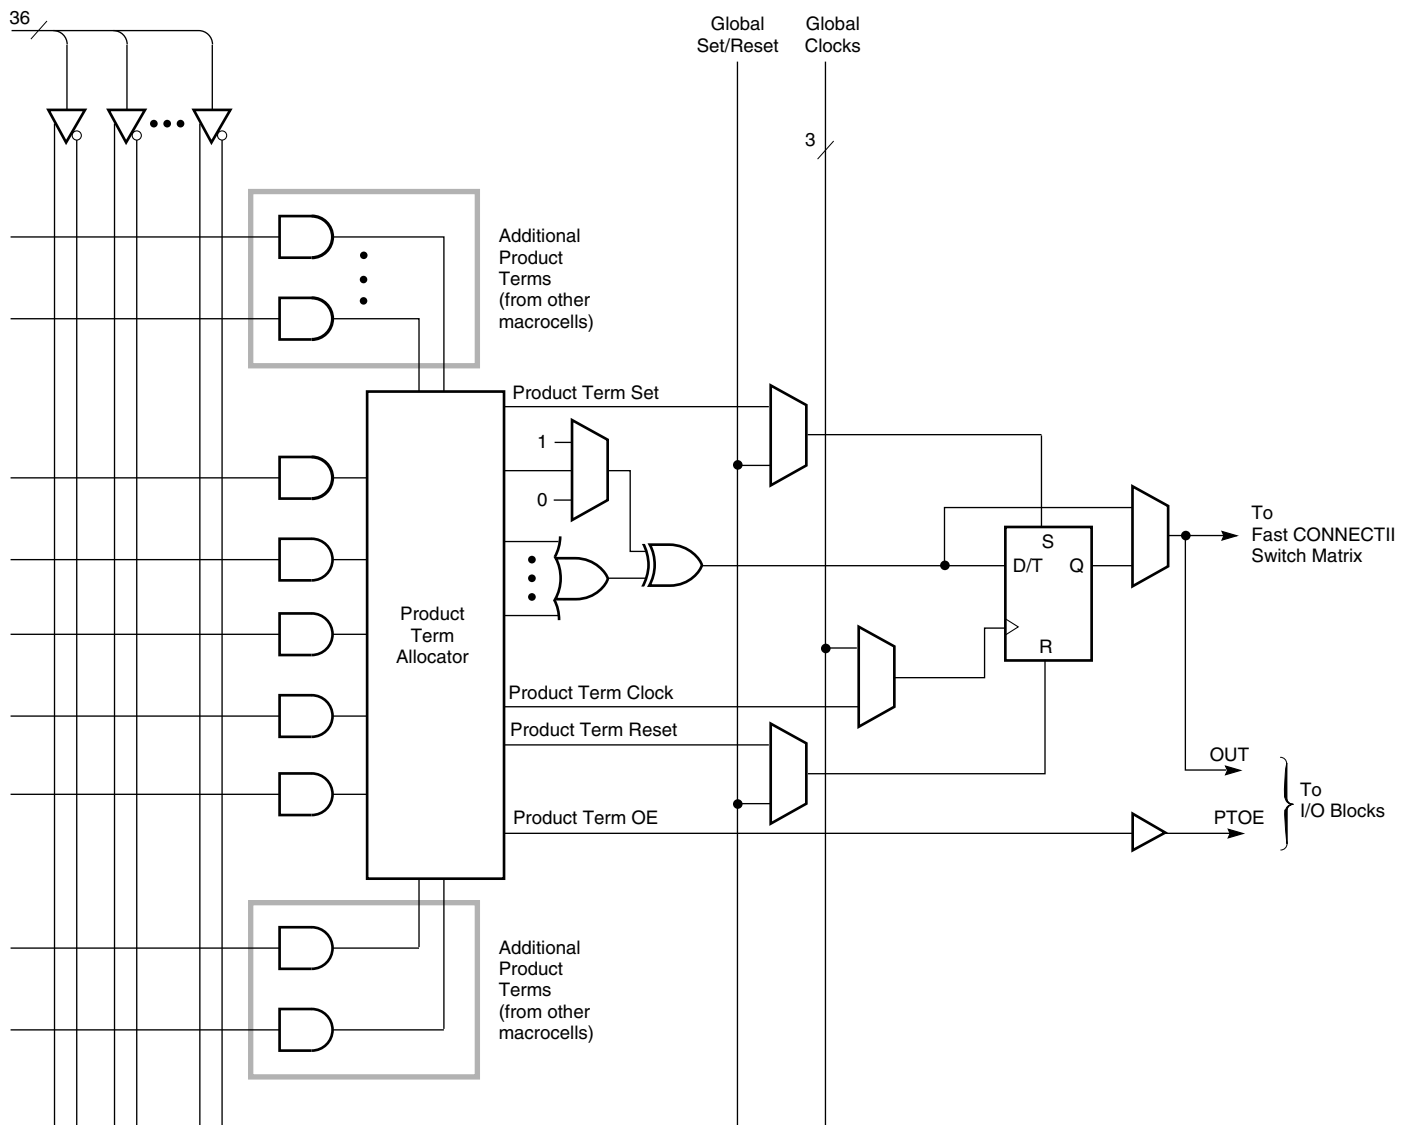 36
Global
Set/Reset
Global
Clocks
3
Additional
Product
Terms
(from other
macrocells)
Product Term Set
1
0
To
Fast CONNECTII
Switch Matrix
S
D/T Q
R
Product
Term
Allocator
Product Term Clock
Product Term Reset
OUT
To
I/O Blocks
Product Term OE
PTOE
Additional
Product
Terms
(from other
macrocells)